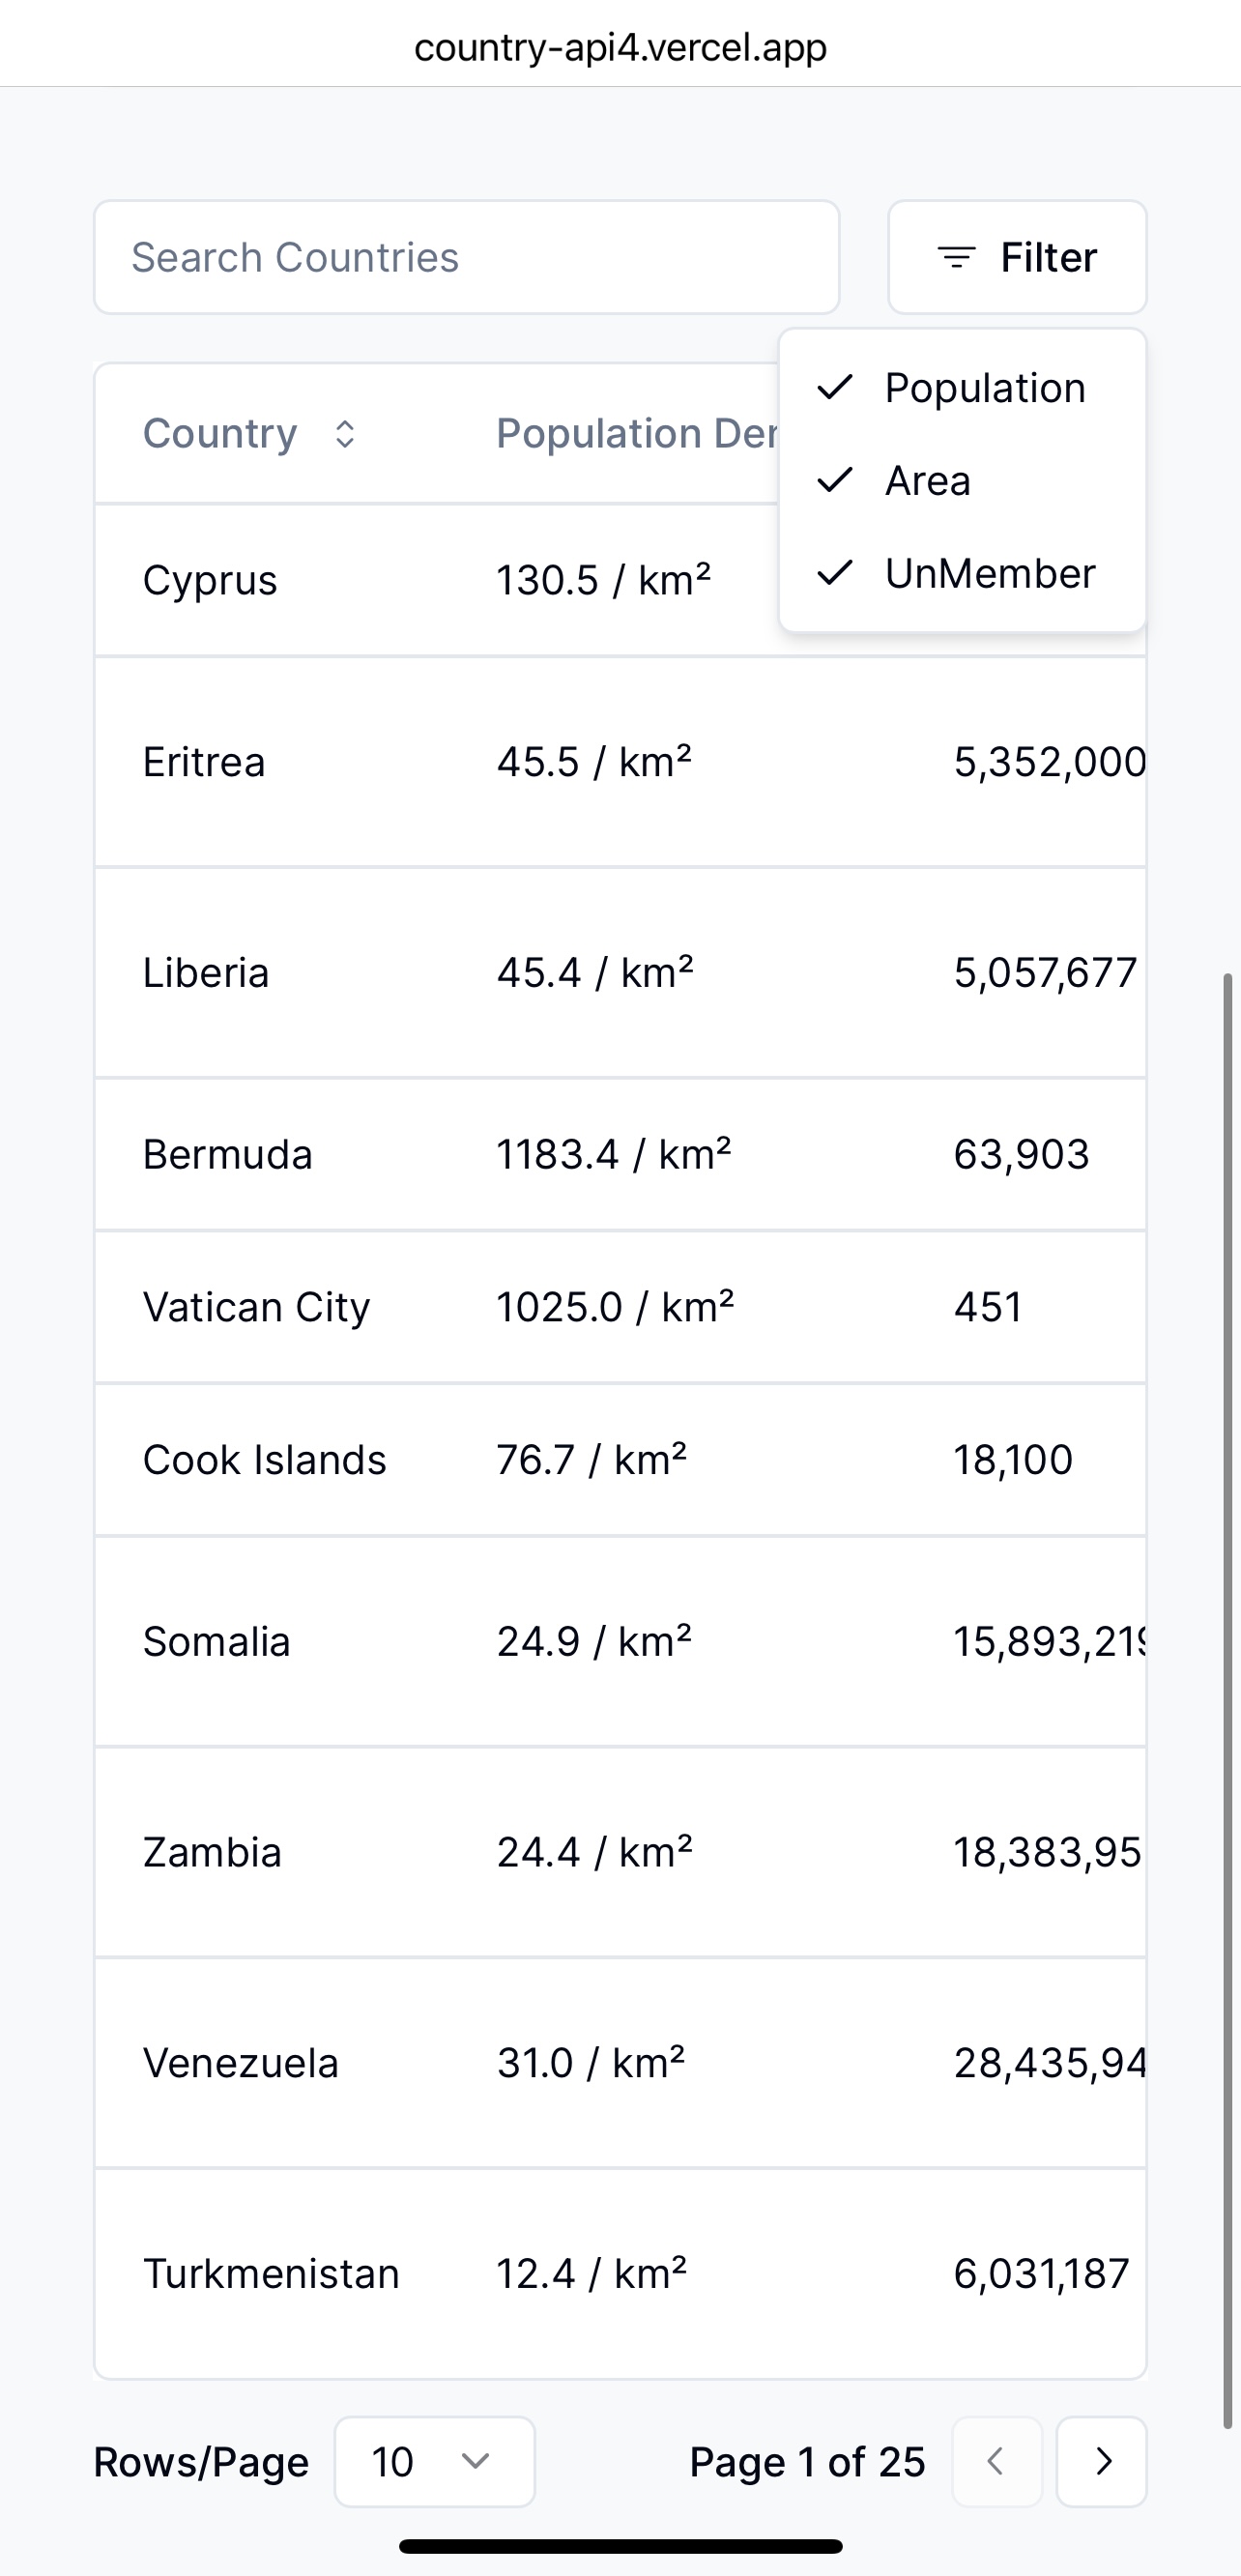 country-api4.vercel.app
Search Countries
Filter
Population
Area
UnMember
Country Population Den
Cyprus 130.5 / km²
Eritrea 45.5 / km² 5,352,000
Liberia 45.4 / km² 5,057,677
Bermuda 1183.4 / km² 63,903
Vatican City 1025.0 / km² 451
Cook Islands 76.7 / km² 18,100
Somalia 24.9 / km² 15,893,219
Zambia 24.4 / km² 18,383,95
Venezuela 31.0 / km² 28,435,94
Turkmenistan 12.4 / km² 6,031,187
Rows/Page 10 Page 1 of 25